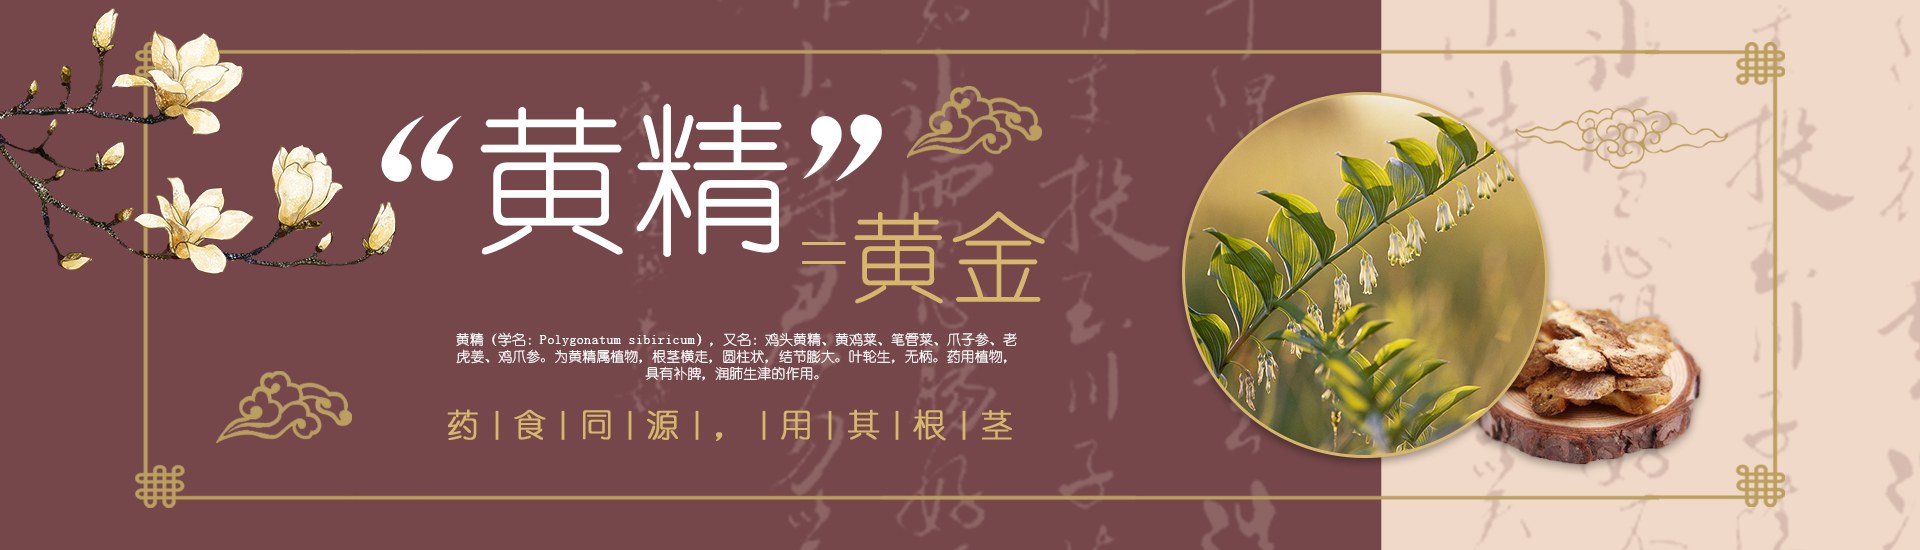 “黄精”
=黄金
黄精（学名：Polygonatum sibiricum），又名：鸡头黄精、黄鸡菜、笔管菜、爪子参、老
虎姜、鸡爪参。为黄精属植物，根茎横走，圆柱状，结节膨大。叶轮生，无柄。药用植物，
具有补脾，润肺生津的作用。
药|食|同|源|，|用|其|根|茎